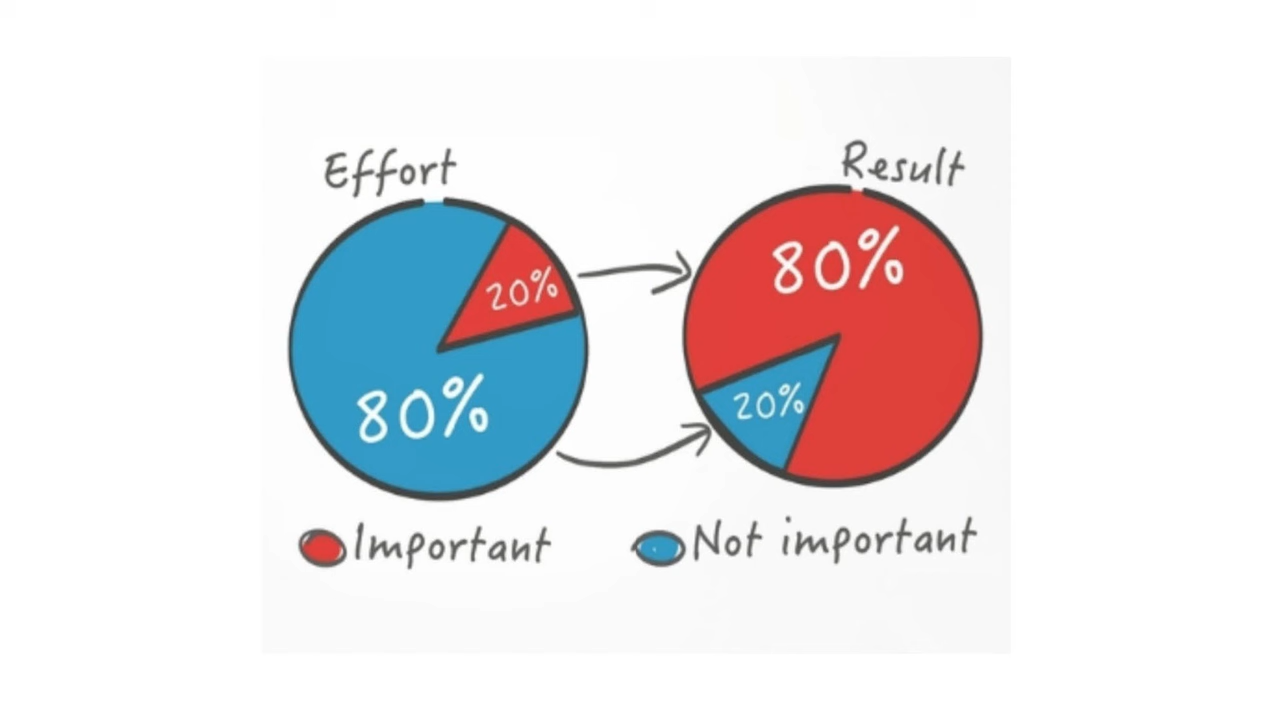 Effort
Result
20%
80%
80%
20%
Important
Not important